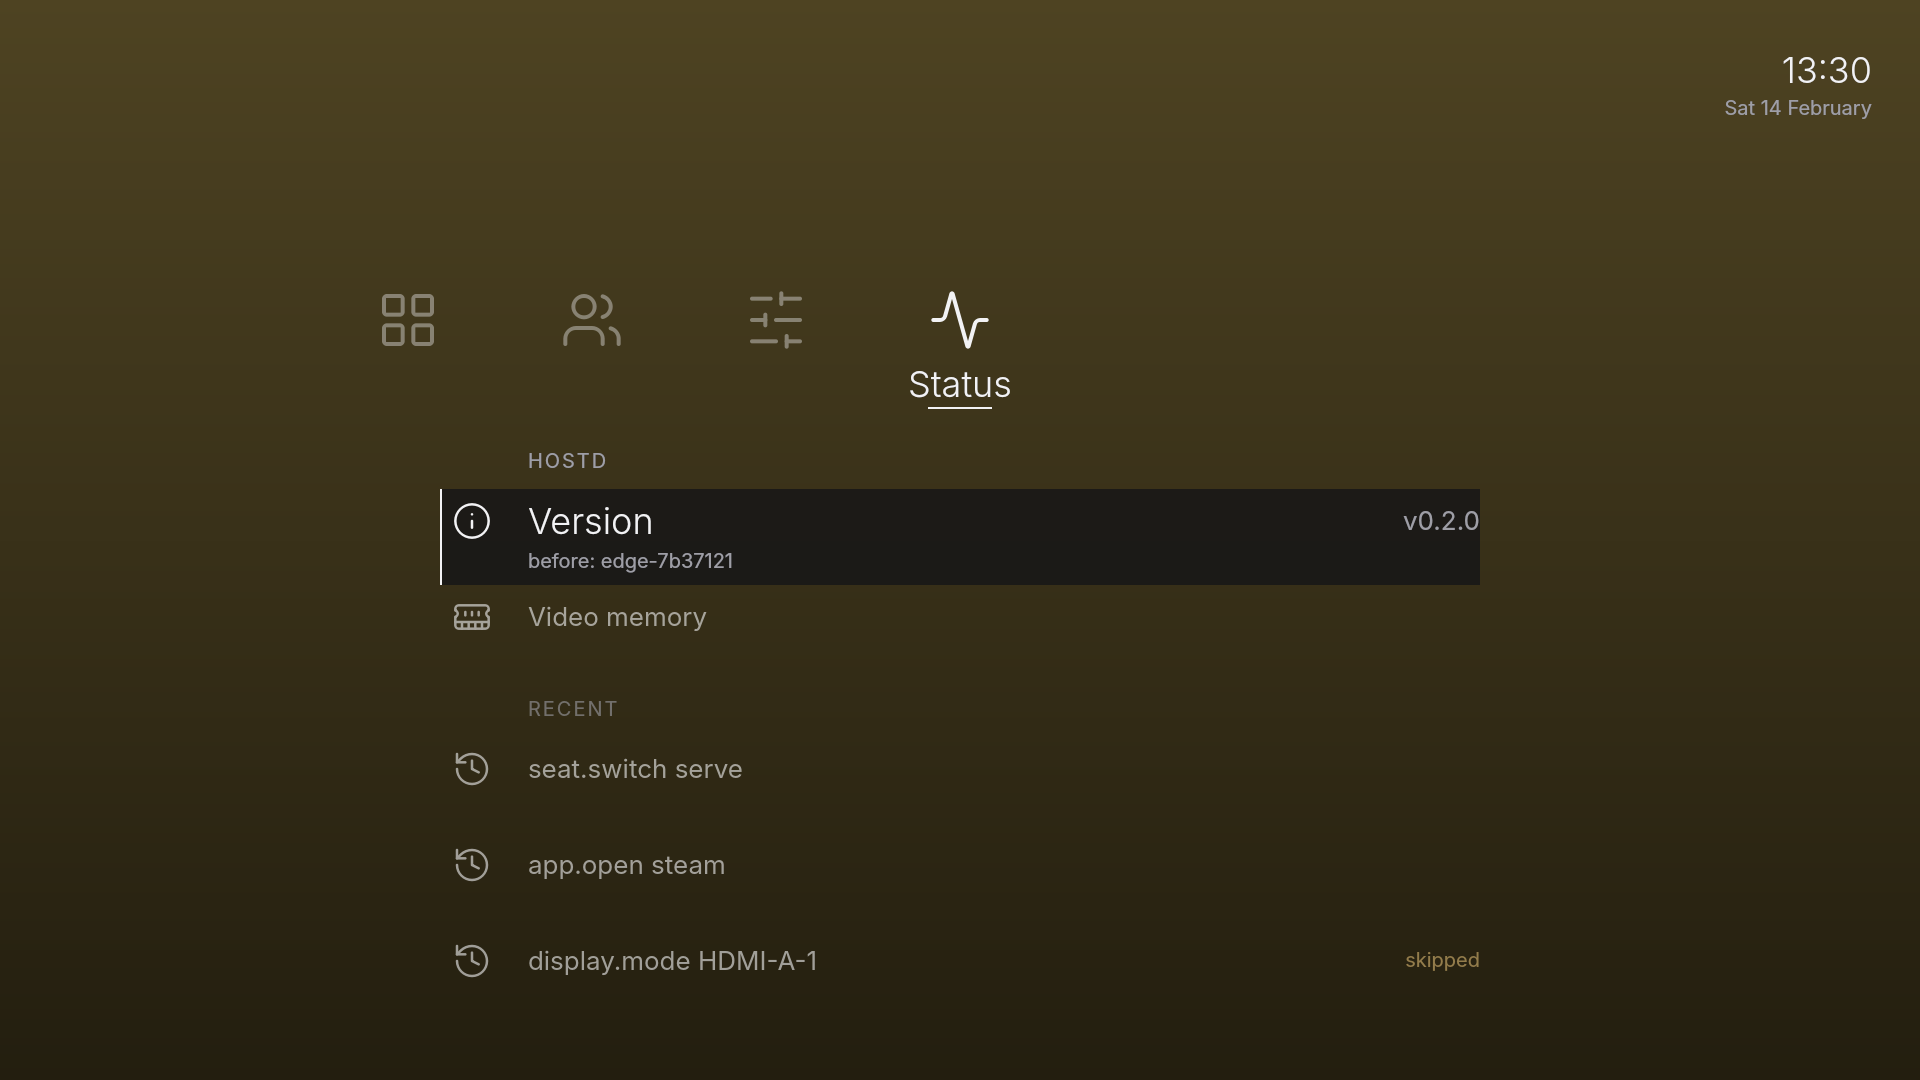 13:30
Sat 14 February
Status
HOSTD
Version
v0.2.0
before: edge-7b37121
Video memory
RECENT
seat.switch serve
app.open steam
display.mode HDMI-A-1
skipped